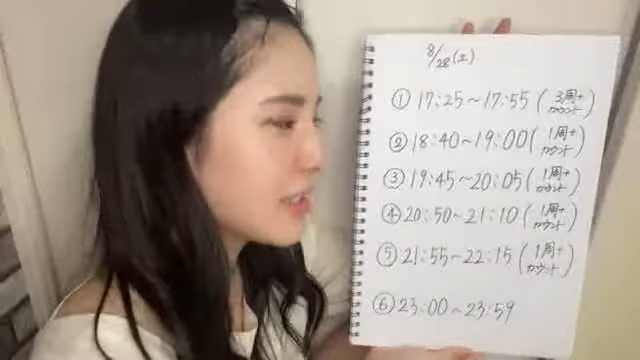 8/28(土)
① 17:25〜17:55(3周+カウント)
② 18:40〜19:00(1周+カウント)
③ 19:45〜20:05(1周+カウント)
④ 20:50〜21:10(1周+カウント)
⑤ 21:55〜22:15(1周+カウント)
⑥ 23:00〜23:59